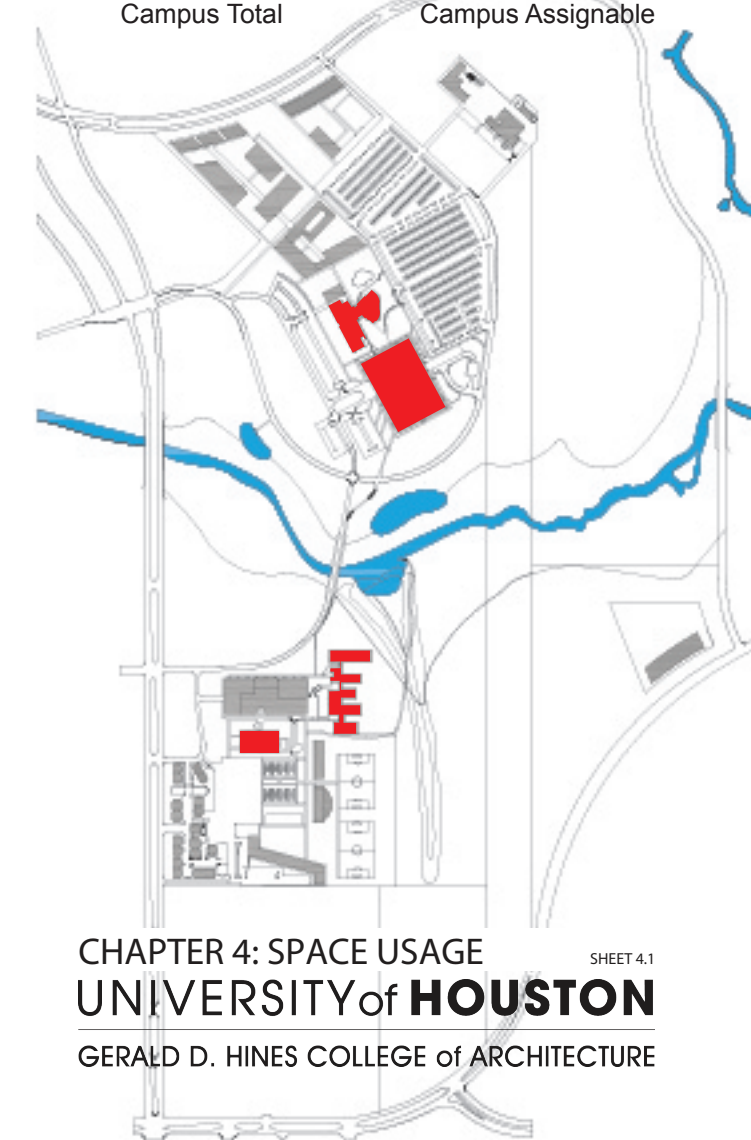 Campus Total Campus Assignable
CHAPTER 4: SPACE USAGE SHEET 4.1
UNIVERSITY of HOUSTON
GERALD D. HINES COLLEGE of ARCHITECTURE